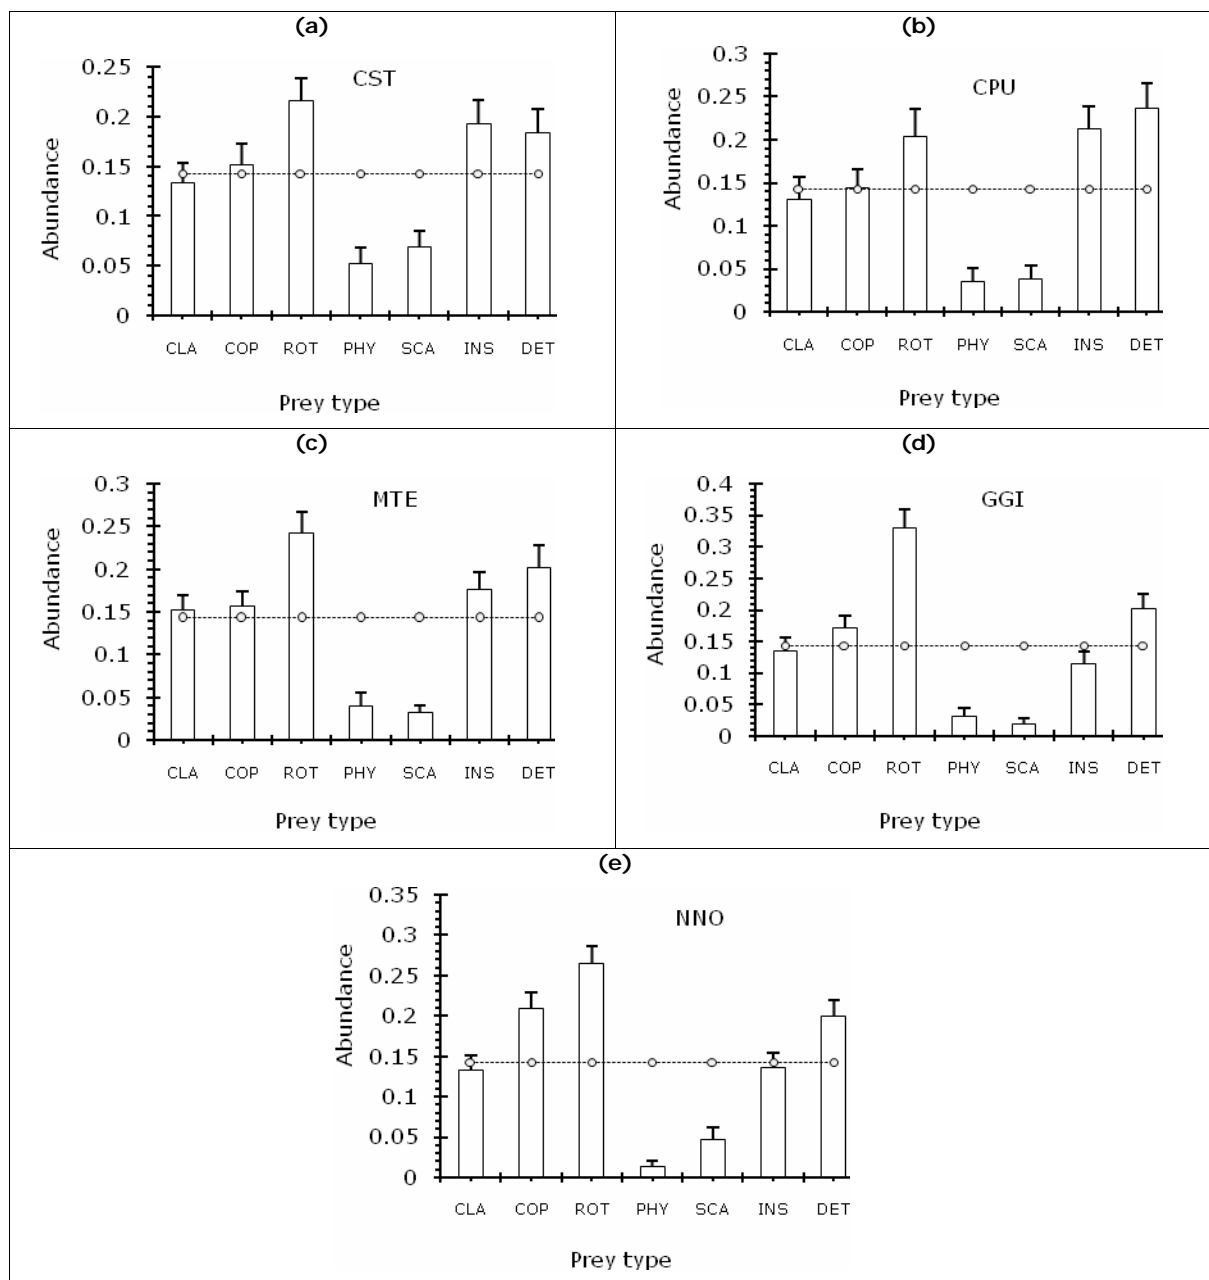 (a)
CST
0.25
0.2
0.15
0.1
0.05
0
Abundance
CLA COP ROT PHY SCA INS DET
Prey type
(b)
CPU
0.3
0.25
0.2
0.15
0.1
0.05
0
Abundance
CLA COP ROT PHY SCA INS DET
Prey type
(c)
MTE
0.3
0.25
0.2
0.15
0.1
0.05
0
Abundance
CLA COP ROT PHY SCA INS DET
Prey type
(d)
GGI
0.4
0.35
0.3
0.25
0.2
0.15
0.1
0.05
0
Abundance
CLA COP ROT PHY SCA INS DET
Prey type
(e)
NNO
0.35
0.3
0.25
0.2
0.15
0.1
0.05
0
Abundance
CLA COP ROT PHY SCA INS DET
Prey type